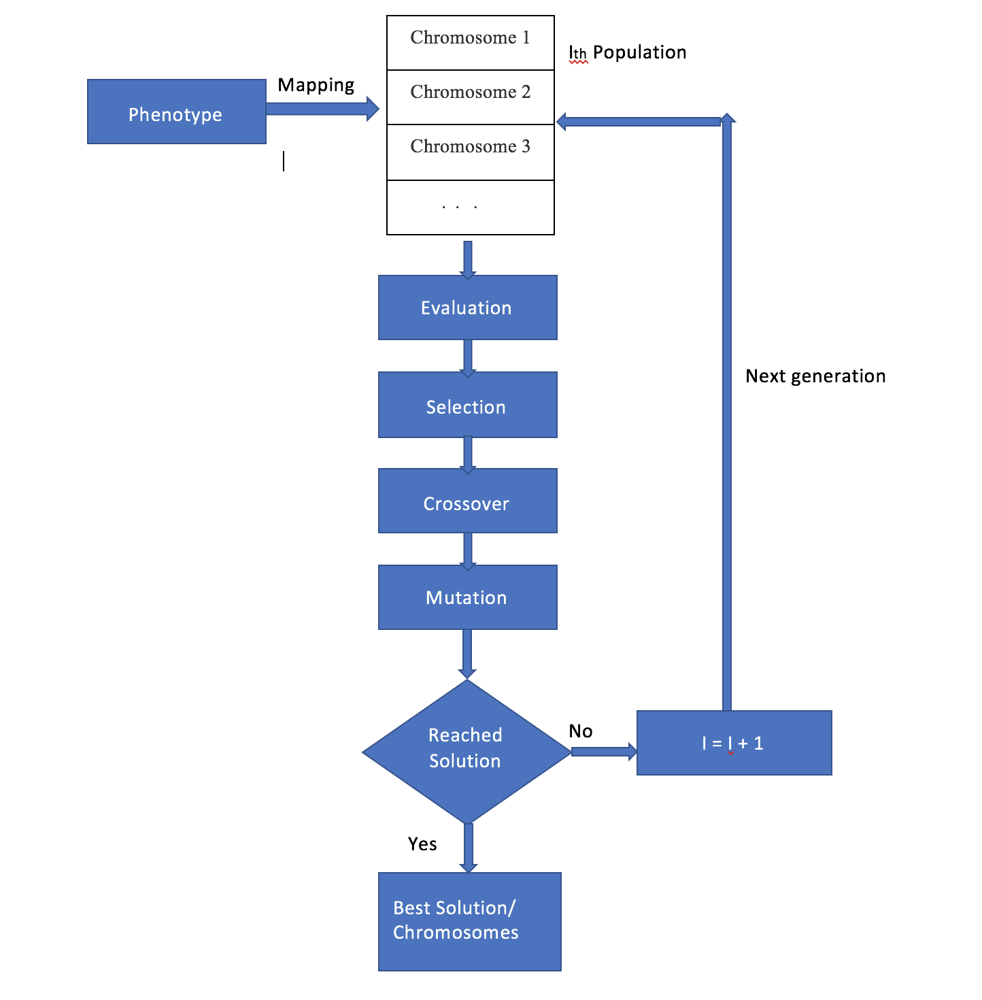 Chromosome 1
Ith Population
Mapping
Chromosome 2
Phenotype
Chromosome 3
. . .
Evaluation
Next generation
Selection
Crossover
Mutation
Reached
Solution
No
I = I + 1
Yes
Best Solution/
Chromosomes